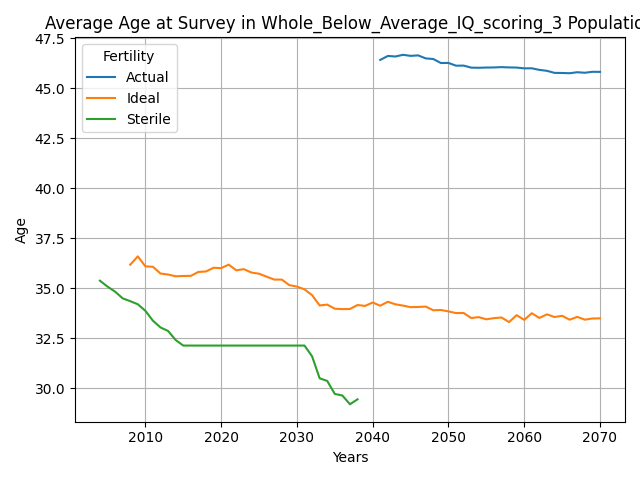 Average Age at Survey in Whole_Below_Average_IQ_scoring_3 Populatio
47.5
45.0
42.5
40.0
37.5
35.0
32.5
30.0
Age
Fertility
Actual
Ideal
Sterile
2010 2020 2030 2040 2050 2060 2070
Years